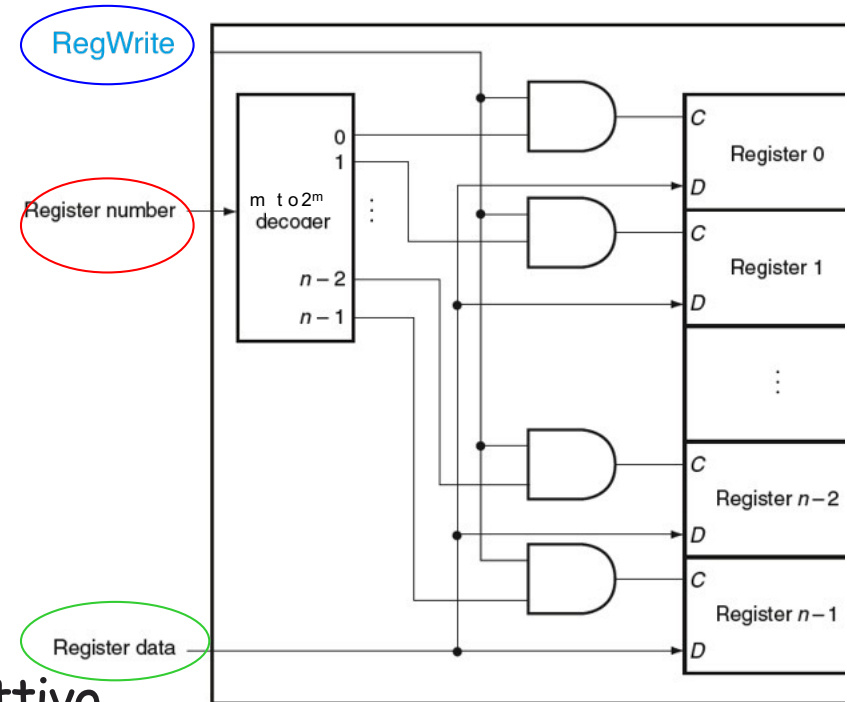 RegWrite
C
0
Register 0
1
D
Register number
m to 2ᵐ
⋮
C
decoder
Register 1
n – 2
D
n – 1
⋮
C
Register n – 2
D
C
Register n – 1
Register data
D